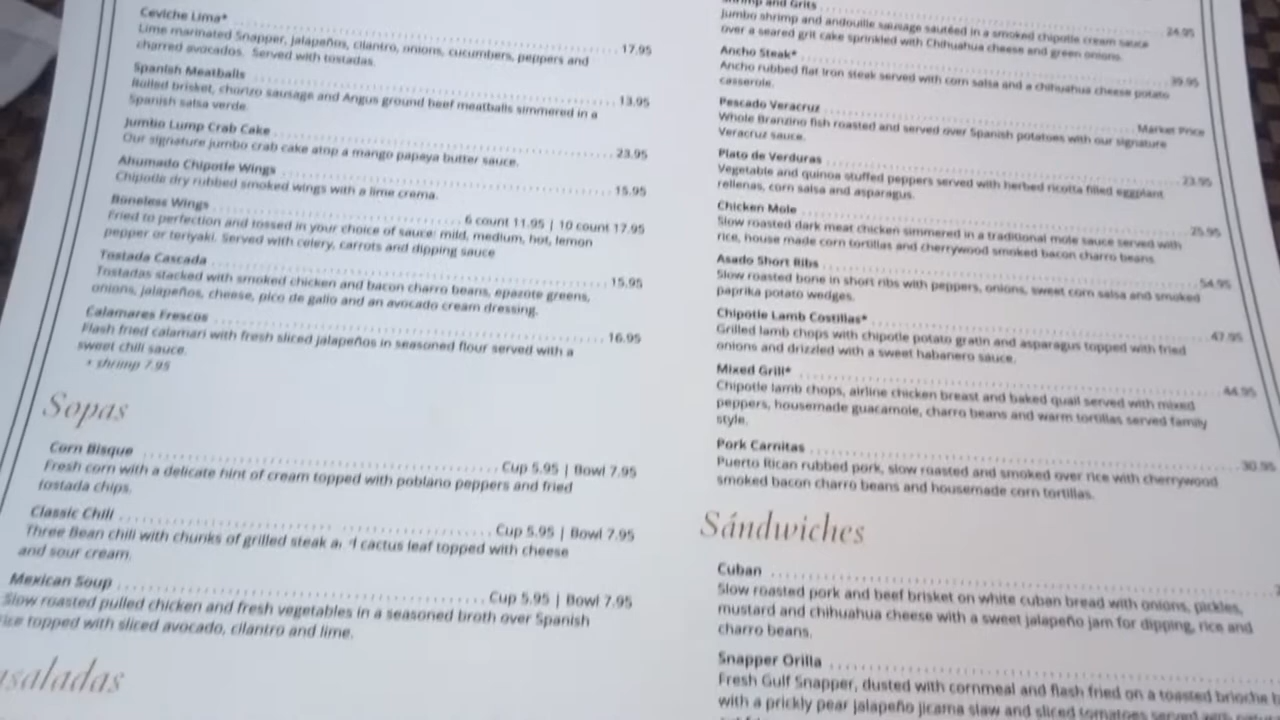 Ceviche Lima* 17.95
Lime marinated Snapper, jalapeños, cilantro, onions, cucumbers, peppers and
charred avocados. Served with tostadas.
Spanish Meatballs 13.95
Rolled brisket, chorizo sausage and Angus ground beef meatballs simmered in a
Spanish salsa verde.
Jumbo Lump Crab Cake 23.95
Our signature jumbo crab cake atop a mango papaya butter sauce.
Ahumado Chipotle Wings 15.95
Chipotle dry rubbed smoked wings with a lime crema.
Boneless Wings 6 count 11.95 | 10 count 17.95
Fried to perfection and tossed in your choice of sauce: mild, medium, hot, lemon
pepper or teriyaki. Served with celery, carrots and dipping sauce
Tostada Cascada 15.95
Tostadas stacked with smoked chicken and bacon charro beans, epazote greens,
onions, jalapeños, cheese, pico de gallo and an avocado cream dressing.
Calamares Frescos 16.95
Flash fried calamari with fresh sliced jalapeños in seasoned flour served with a
sweet chili sauce.
+ shrimp 7.95
Sopas
Corn Bisque Cup 5.95 | Bowl 7.95
Fresh corn with a delicate hint of cream topped with poblano peppers and fried
tostada chips.
Classic Chili Cup 5.95 | Bowl 7.95
Three Bean chili with chunks of grilled steak cactus leaf topped with cheese
and sour cream.
Mexican Soup Cup 5.95 | Bowl 7.95
Slow roasted pulled chicken and fresh vegetables in a seasoned broth over Spanish
rice topped with sliced avocado, cilantro and lime.
saladas
and Grits 24.95
Jumbo shrimp and andouille sausage sautéed in a smoked chipotle cream sauce
over a seared grit cake sprinkled with Chihuahua cheese and green onions.
Ancho Steak* 39.95
Ancho rubbed flat iron steak served with corn salsa and a chihuahua cheese potato
casserole.
Pescado Veracruz Market Price
Whole Branzino fish roasted and served over Spanish potatoes with our signature
Veracruz sauce.
Plato de Verduras 23.95
Vegetable and quinoa stuffed peppers served with herbed ricotta filled eggplant
rellenas, corn salsa and asparagus.
Chicken Mole 25.95
Slow roasted dark meat chicken simmered in a traditional mole sauce served with
rice, house made corn tortillas and cherrywood smoked bacon charro beans.
Asado Short Ribs 54.95
Slow roasted bone in short ribs with peppers, onions, sweet corn salsa and smoked
paprika potato wedges.
Chipotle Lamb Costillas* 47.95
Grilled lamb chops with chipotle potato gratin and asparagus topped with fried
onions and drizzled with a sweet habanero sauce.
Mixed Grill* 44.95
Chipotle lamb chops, airline chicken breast and baked quail served with mixed
peppers, housemade guacamole, charro beans and warm tortillas served family
style.
Pork Carnitas 30.95
Puerto Rican rubbed pork, slow roasted and smoked over rice with cherrywood
smoked bacon charro beans and housemade corn tortillas.
Sándwiches
Cuban
Slow roasted pork and beef brisket on white cuban bread with onions, pickles,
mustard and chihuahua cheese with a sweet jalapeño jam for dipping, rice and
charro beans.
Snapper Orilla
Fresh Gulf Snapper, dusted with cornmeal and flash fried on a toasted brioche
with a prickly pear jalapeño jicama slaw and sliced tomatoes served with